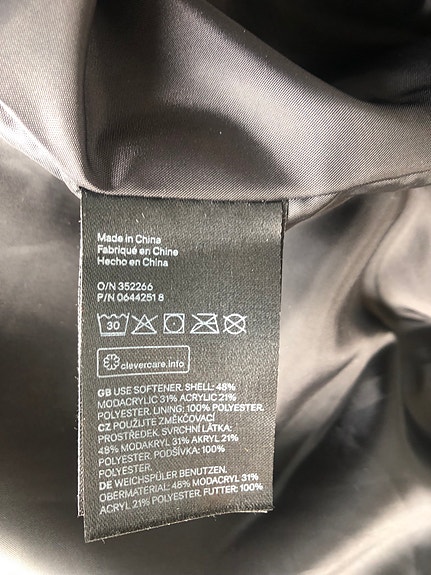 Made in China
Fabriqué en Chine
Hecho en China
O/N 352266
P/N 0644251 8
30
clevercare.info
GB USE SOFTENER. SHELL: 48%
MODACRYLIC 31% ACRYLIC 21%
POLYESTER. LINING: 100% POLYESTER.
CZ POUŽIJTE ZMĚKČOVACÍ
PROSTŘEDEK. SVRCHNÍ LÁTKA:
48% MODAKRYL 31% AKRYL 21%
POLYESTER. PODŠÍVKA: 100%
POLYESTER.
DE WEICHSPÜLER BENUTZEN.
OBERMATERIAL: 48% MODACRYL 31%
ACRYL 21% POLYESTER. FUTTER: 100%